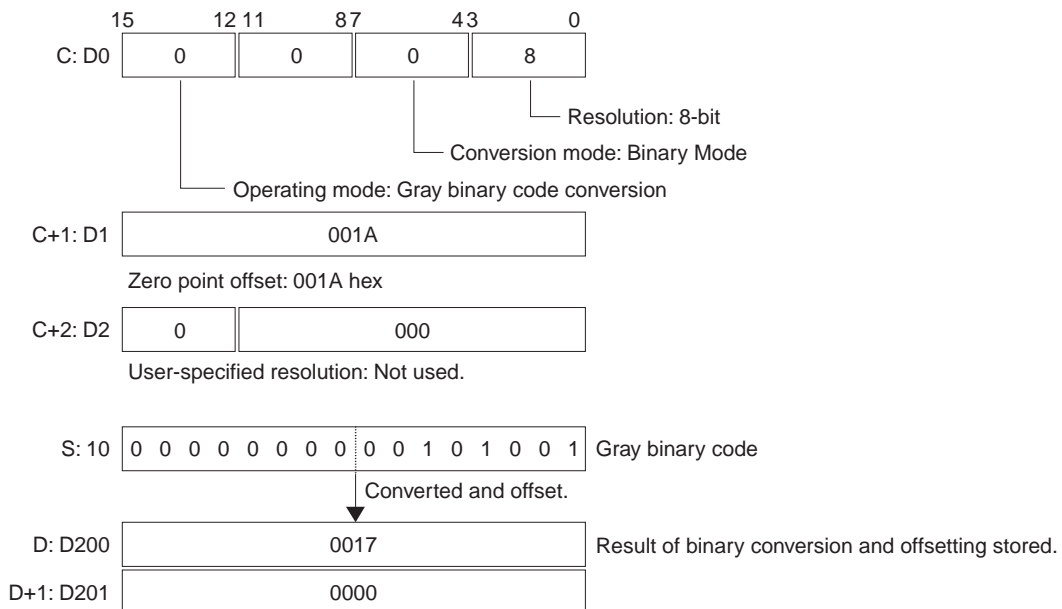 15 12 11 8 7 4 3 0
C: D0 0 0 0 8
Resolution: 8-bit
Conversion mode: Binary Mode
Operating mode: Gray binary code conversion
C+1: D1 001A
Zero point offset: 001A hex
C+2: D2 0 000
User-specified resolution: Not used.
S: 10 0 0 0 0 0 0 0 0 0 0 1 0 1 0 0 1 Gray binary code
Converted and offset.
D: D200 0017 Result of binary conversion and offsetting stored.
D+1: D201 0000